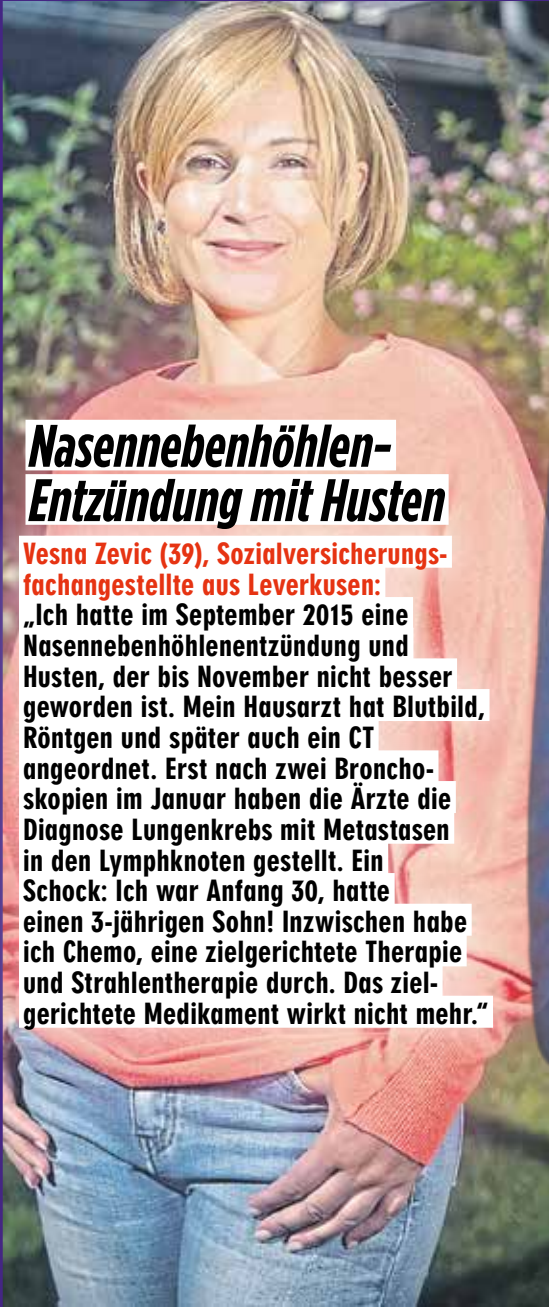 Nasennebenhöhlen-
Entzündung mit Husten
Vesna Zevic (39), Sozialversicherungs-
fachangestellte aus Leverkusen:
„Ich hatte im September 2015 eine
Nasennebenhöhlenentzündung und
Husten, der bis November nicht besser
geworden ist. Mein Hausarzt hat Blutbild,
Röntgen und später auch ein CT
angeordnet. Erst nach zwei Broncho-
skopien im Januar haben die Ärzte die
Diagnose Lungenkrebs mit Metastasen
in den Lymphknoten gestellt. Ein
Schock: Ich war Anfang 30, hatte
einen 3-jährigen Sohn! Inzwischen habe
ich Chemo, eine zielgerichtete Therapie
und Strahlentherapie durch. Das ziel-
gerichtete Medikament wirkt nicht mehr.“